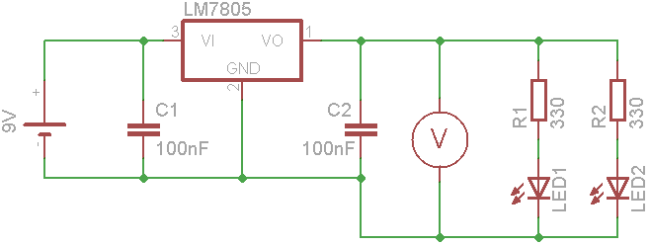 LM7805
3
VI
VO
1
GND
2
+
9V
-
C1
100nF
C2
100nF
V
R1
330
R2
330
LED1
LED2